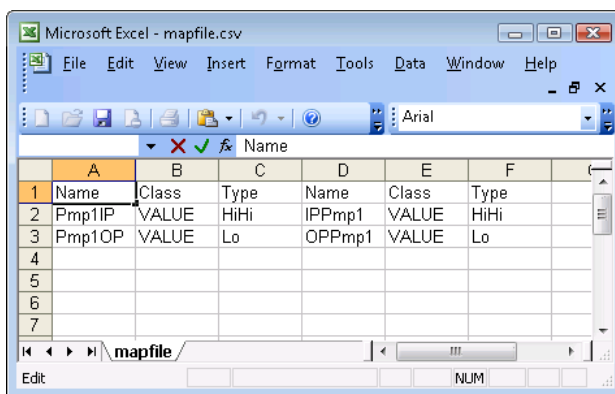 Microsoft Excel - mapfile.csv
File Edit View Insert Format Tools Data Window Help
Arial
Name
A B C D E F
1 Name Class Type Name Class Type
2 Pmp1IP VALUE HiHi IPPmp1 VALUE HiHi
3 Pmp1OP VALUE Lo OPPmp1 VALUE Lo
4
5
6
7
mapfile
Edit NUM